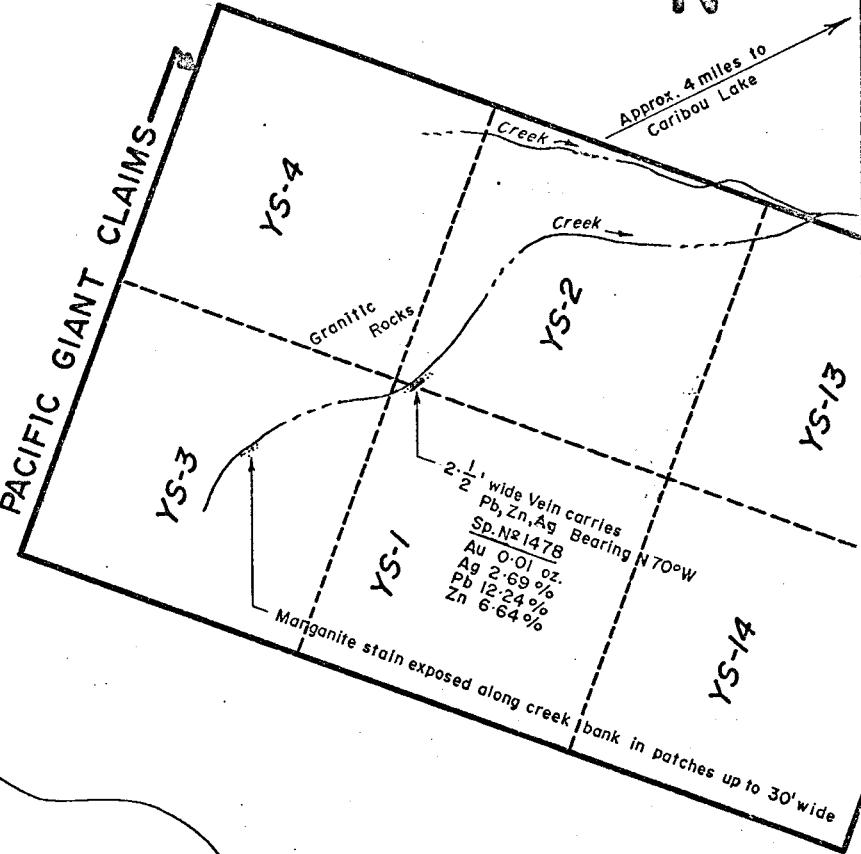 Approx. 4 miles to
Caribou Lake
PACIFIC GIANT CLAIMS
YS-4
Creek
Creek
Granitic
Rocks
YS-2
YS-13
YS-3
YS-1
2-1/2' wide Vein carries
Pb, Zn, Ag Bearing N 70°W
Sp. Nº 1478
Au 0·01 oz.
Ag 2·69 %
Pb 12·24 %
Zn 6·64 %
YS-14
Manganite stain exposed along creek bank in patches up to 30' wide